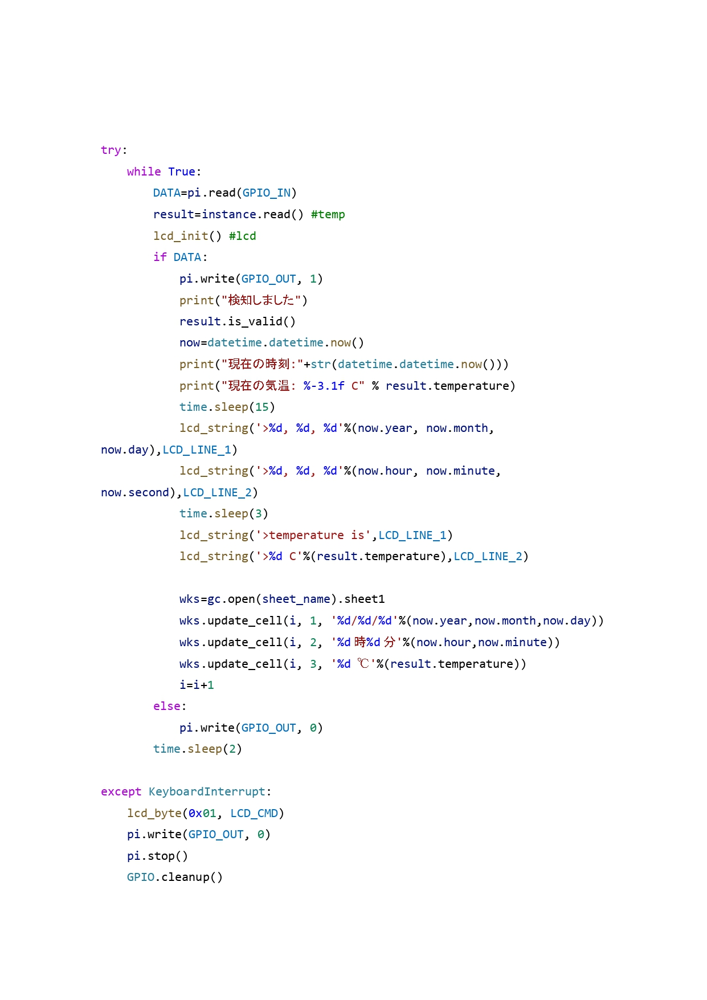 try:
    while True:
        DATA=pi.read(GPIO_IN)
        result=instance.read() #temp
        lcd_init() #lcd
        if DATA:
            pi.write(GPIO_OUT, 1)
            print("検知しました")
            result.is_valid()
            now=datetime.datetime.now()
            print("現在の時刻:"+str(datetime.datetime.now()))
            print("現在の気温: %-3.1f C" % result.temperature)
            time.sleep(15)
            lcd_string('>%d, %d, %d'%(now.year, now.month,
now.day),LCD_LINE_1)
            lcd_string('>%d, %d, %d'%(now.hour, now.minute,
now.second),LCD_LINE_2)
            time.sleep(3)
            lcd_string('>temperature is',LCD_LINE_1)
            lcd_string('>%d C'%(result.temperature),LCD_LINE_2)

            wks=gc.open(sheet_name).sheet1
            wks.update_cell(i, 1, '%d/%d/%d'%(now.year,now.month,now.day))
            wks.update_cell(i, 2, '%d時%d分'%(now.hour,now.minute))
            wks.update_cell(i, 3, '%d ℃'%(result.temperature))
            i=i+1
        else:
            pi.write(GPIO_OUT, 0)
        time.sleep(2)

except KeyboardInterrupt:
    lcd_byte(0x01, LCD_CMD)
    pi.write(GPIO_OUT, 0)
    pi.stop()
    GPIO.cleanup()